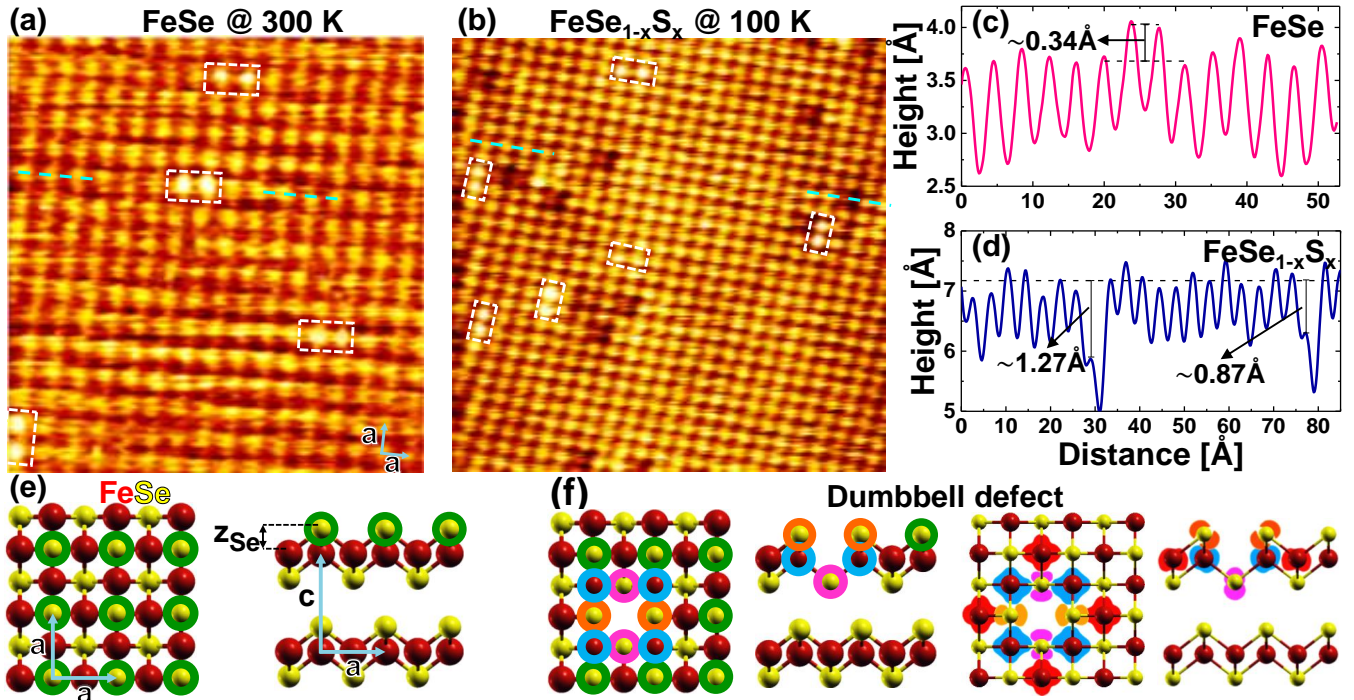 (a) FeSe @ 300 K
a
a
(b) FeSe₁₋ₓSₓ @ 100 K
(c) FeSe
~0.34Å
Height [Å]
4.0
3.5
3.0
2.5
0 10 20 30 40 50
(d) FeSe₁₋ₓSₓ
~1.27Å
~0.87Å
Height [Å]
8
7
6
5
0 10 20 30 40 50 60 70 80
Distance [Å]
(e) FeSe
a
a
zSe
c
a
(f) Dumbbell defect